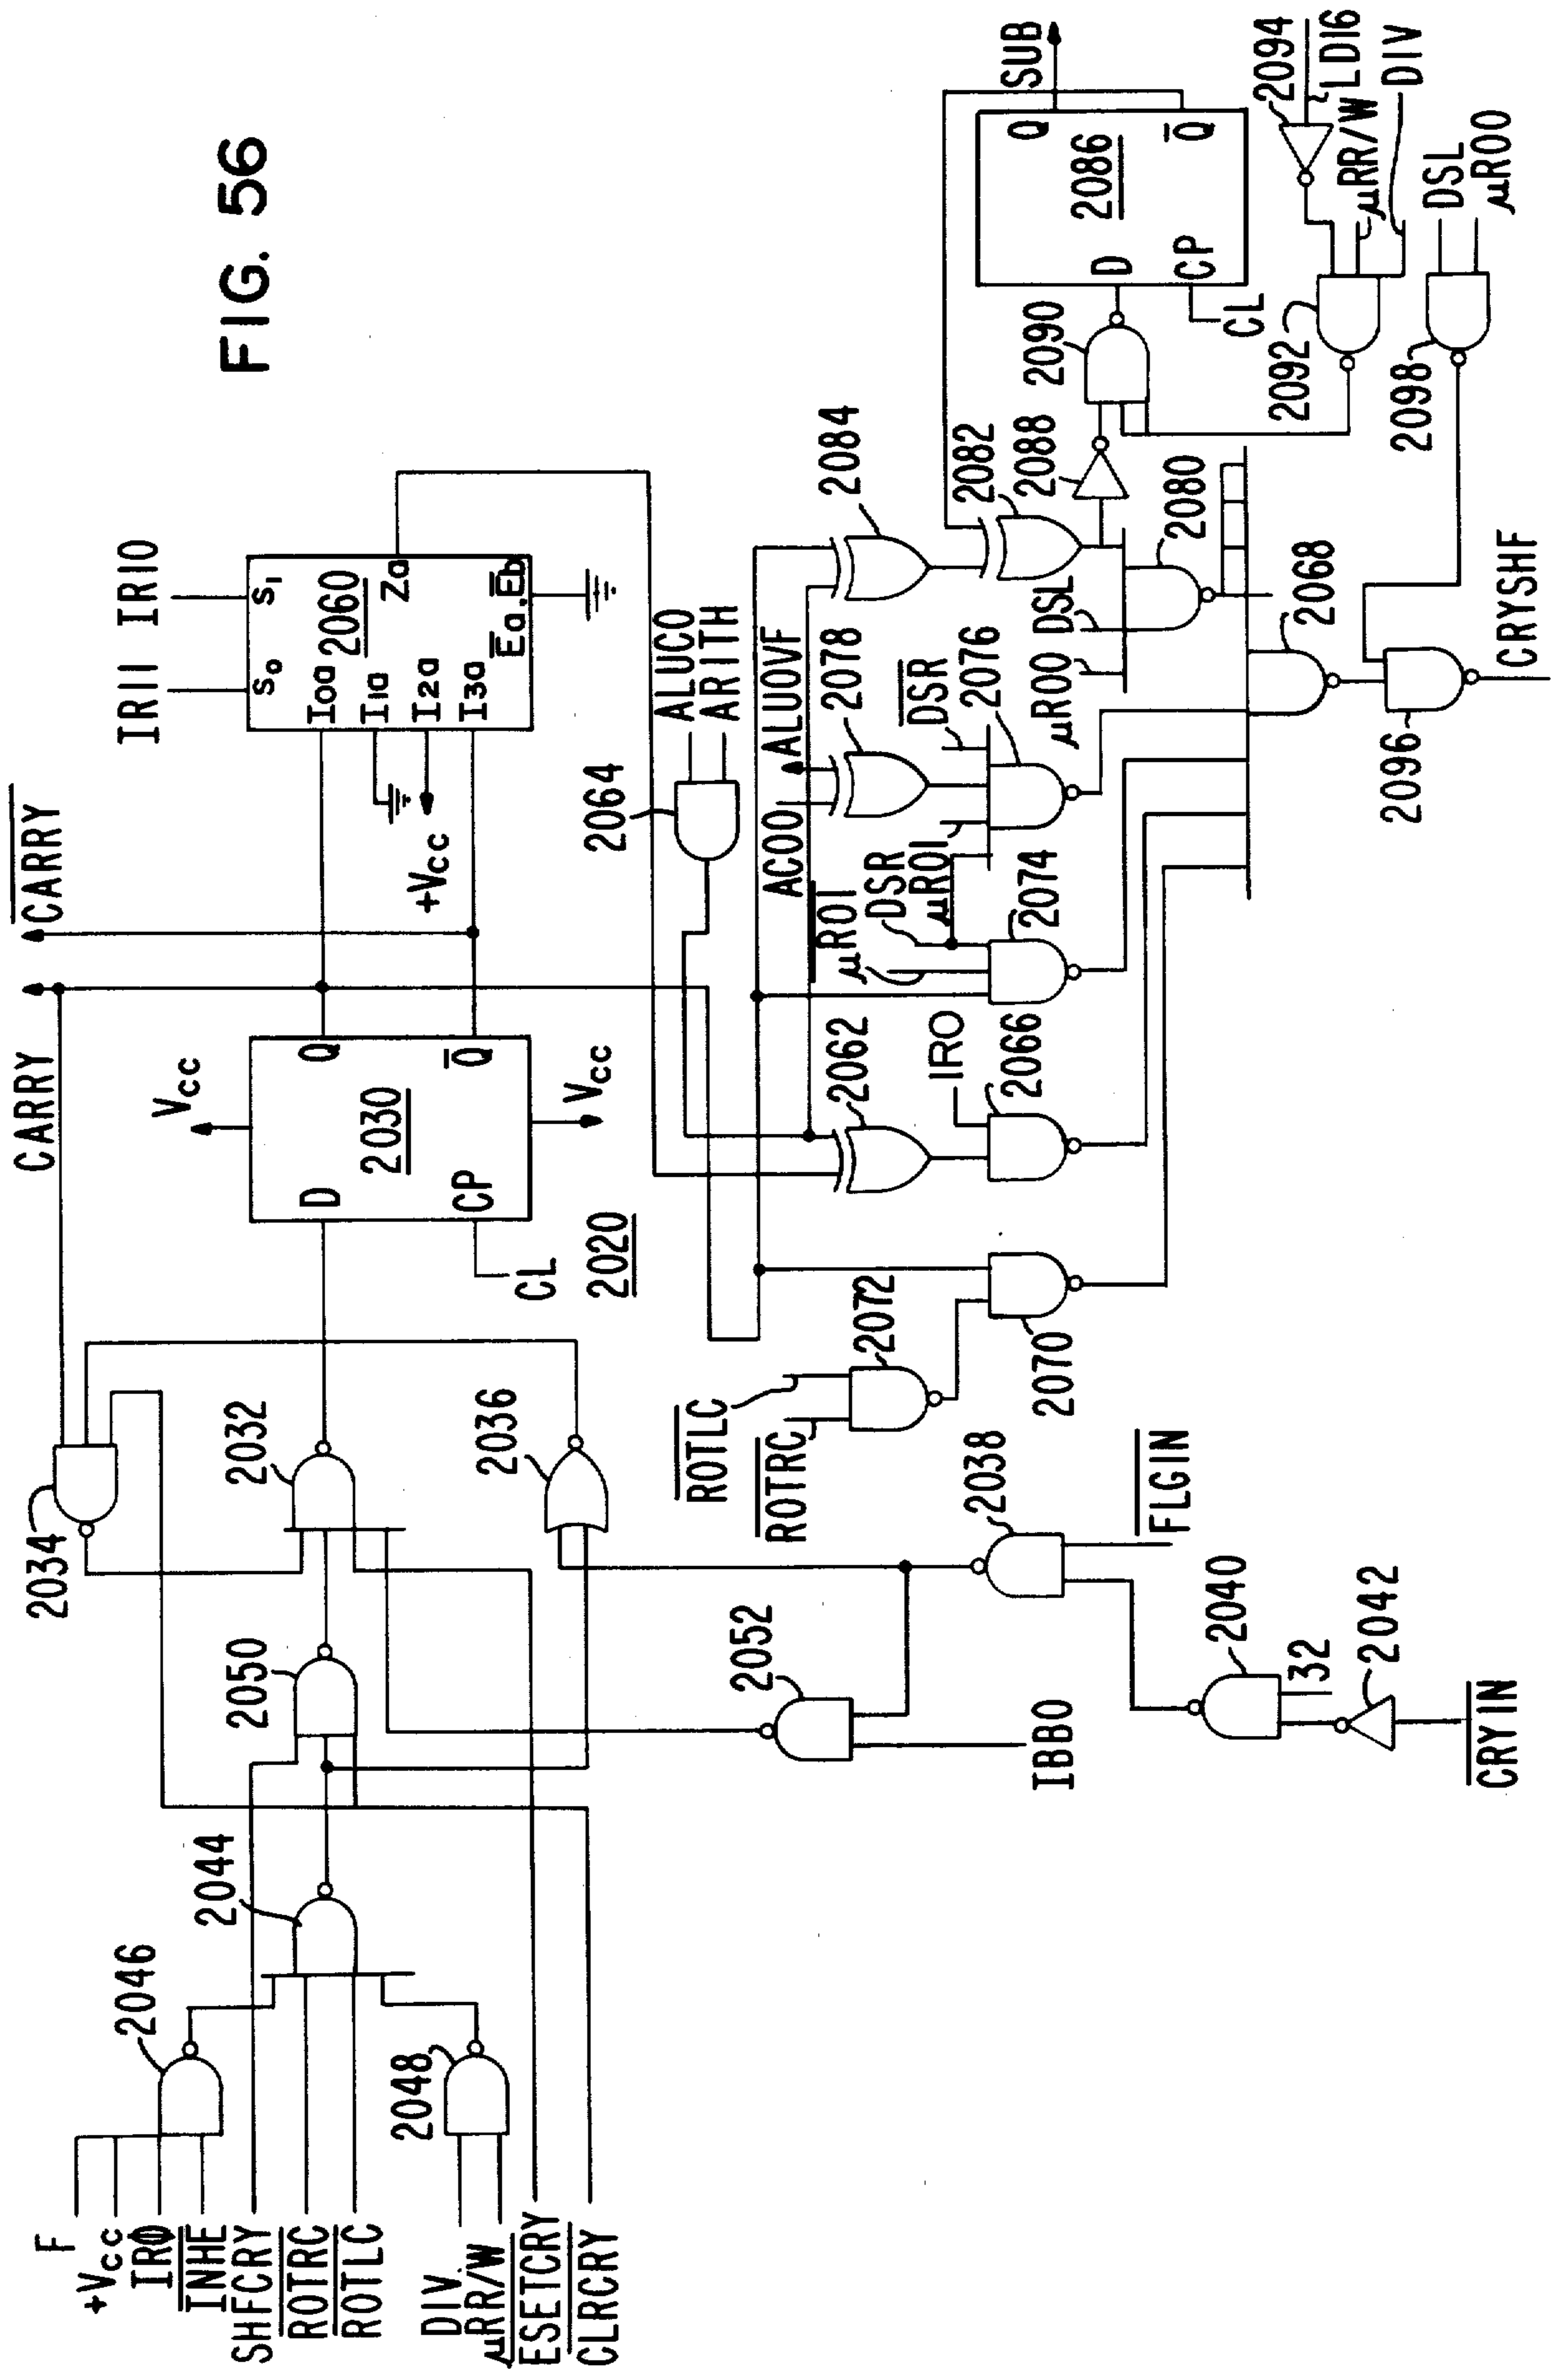 FIG. 56
CARRY
CARRY
IR11
IR10
S0
S1
2060
I0a
I1a
I2a
I3a
Za
Ea, Eb
+Vcc
Vcc
2030
D
Q
CP
Q
Vcc
CL
2020
2034
2032
2036
2050
2044
2046
2048
F
+Vcc
IRΦ
INHE
SHFCRY
ROTRC
ROTLC
DIV
μRR/W
ESETCRY
CLRCRY
2052
IBBO
2038
FLGIN
2040
32
2042
CRYIN
ROTLC
ROTRC
2072
2070
2062
IRO
2066
2064
ALUCO
ARITH
μR01
DSR
μR01
2074
AC00
ALUOVF
2078
DSR
2076
2084
2082
2088
μR00
DSL
2080
2068
2090
D
CP
CL
2086
Q
Q
SUB
2092
2094
LD16
μRR/W
DIV
2098
DSL
μR00
2096
CRYSHF